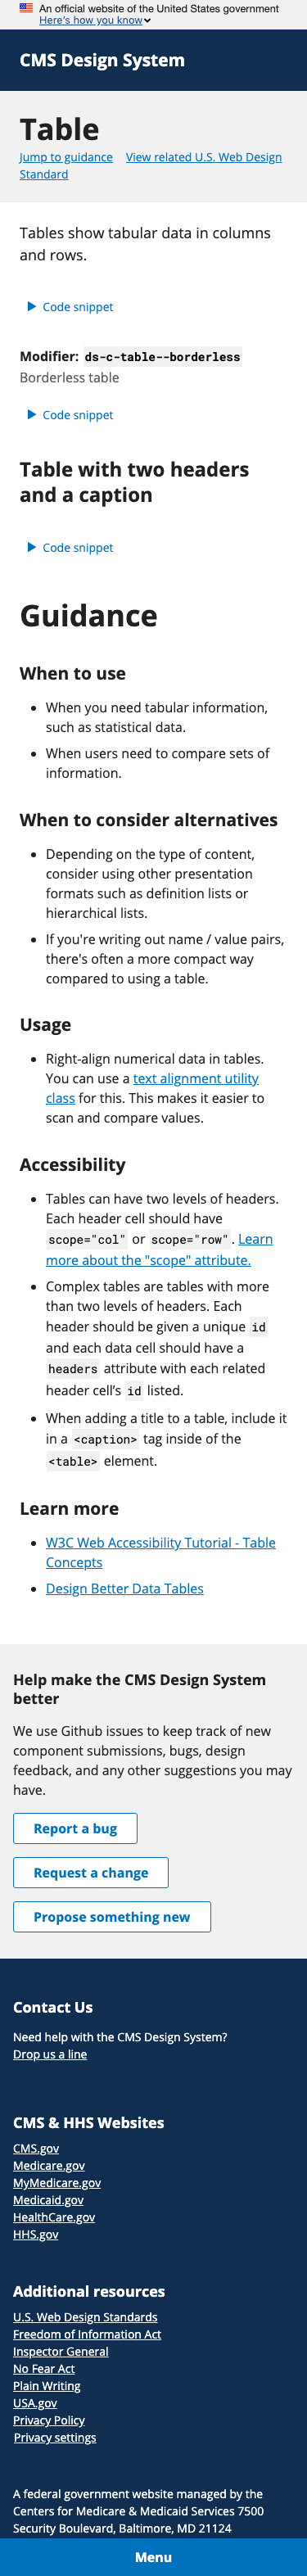 An official website of the United States government
Here's how you know
CMS Design System
Table
Jump to guidance View related U.S. Web Design
Standard
Tables show tabular data in columns
and rows.
Code snippet
Modifier: ds-c-table--borderless
Borderless table
Code snippet
Table with two headers
and a caption
Code snippet
Guidance
When to use
When you need tabular information,
such as statistical data.
When users need to compare sets of
information.
When to consider alternatives
Depending on the type of content,
consider using other presentation
formats such as definition lists or
hierarchical lists.
If you're writing out name / value pairs,
there's often a more compact way
compared to using a table.
Usage
Right-align numerical data in tables.
You can use a text alignment utility
class for this. This makes it easier to
scan and compare values.
Accessibility
Tables can have two levels of headers.
Each header cell should have
scope="col" or scope="row". Learn
more about the "scope" attribute.
Complex tables are tables with more
than two levels of headers. Each
header should be given a unique id
and each data cell should have a
headers attribute with each related
header cell’s id listed.
When adding a title to a table, include it
in a <caption> tag inside of the
<table> element.
Learn more
W3C Web Accessibility Tutorial - Table
Concepts
Design Better Data Tables
Help make the CMS Design System
better
We use Github issues to keep track of new
component submissions, bugs, design
feedback, and any other suggestions you may
have.
Report a bug
Request a change
Propose something new
Contact Us
Need help with the CMS Design System?
Drop us a line
CMS & HHS Websites
CMS.gov
Medicare.gov
MyMedicare.gov
Medicaid.gov
HealthCare.gov
HHS.gov
Additional resources
U.S. Web Design Standards
Freedom of Information Act
Inspector General
No Fear Act
Plain Writing
USA.gov
Privacy Policy
Privacy settings
A federal government website managed by the
Centers for Medicare & Medicaid Services 7500
Security Boulevard, Baltimore, MD 21124
Menu